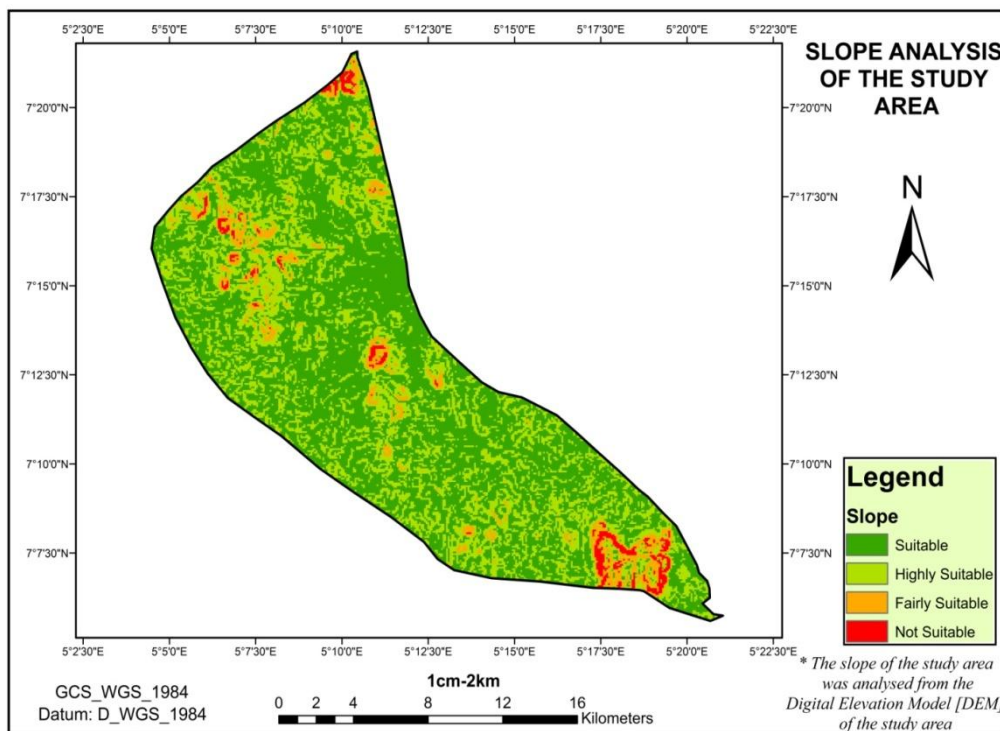 5°2'30"E 5°5'0"E 5°7'30"E 5°10'0"E 5°12'30"E 5°15'0"E 5°17'30"E 5°20'0"E 5°22'30"E
SLOPE ANALYSIS
OF THE STUDY
AREA
7°20'0"N 7°20'0"N
N
7°17'30"N 7°17'30"N
7°15'0"N 7°15'0"N
7°12'30"N 7°12'30"N
7°10'0"N 7°10'0"N
7°7'30"N 7°7'30"N
Legend
Slope
Suitable
Highly Suitable
Fairly Suitable
Not Suitable
5°2'30"E 5°5'0"E 5°7'30"E 5°10'0"E 5°12'30"E 5°15'0"E 5°17'30"E 5°20'0"E 5°22'30"E
* The slope of the study area
was analysed from the
Digital Elevation Model [DEM]
of the study area
GCS_WGS_1984
Datum: D_WGS_1984
1cm-2km
0 2 4 8 12 16
Kilometers